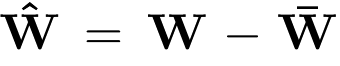 Ŵ = W − W̄